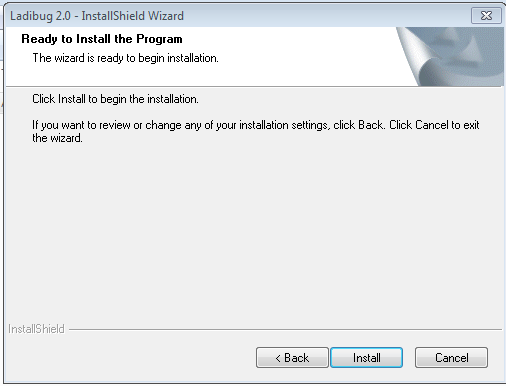 Ladibug 2.0 - InstallShield Wizard
Ready to Install the Program
The wizard is ready to begin installation.
Click Install to begin the installation.
If you want to review or change any of your installation settings, click Back. Click Cancel to exit
the wizard.
InstallShield
< Back
Install
Cancel